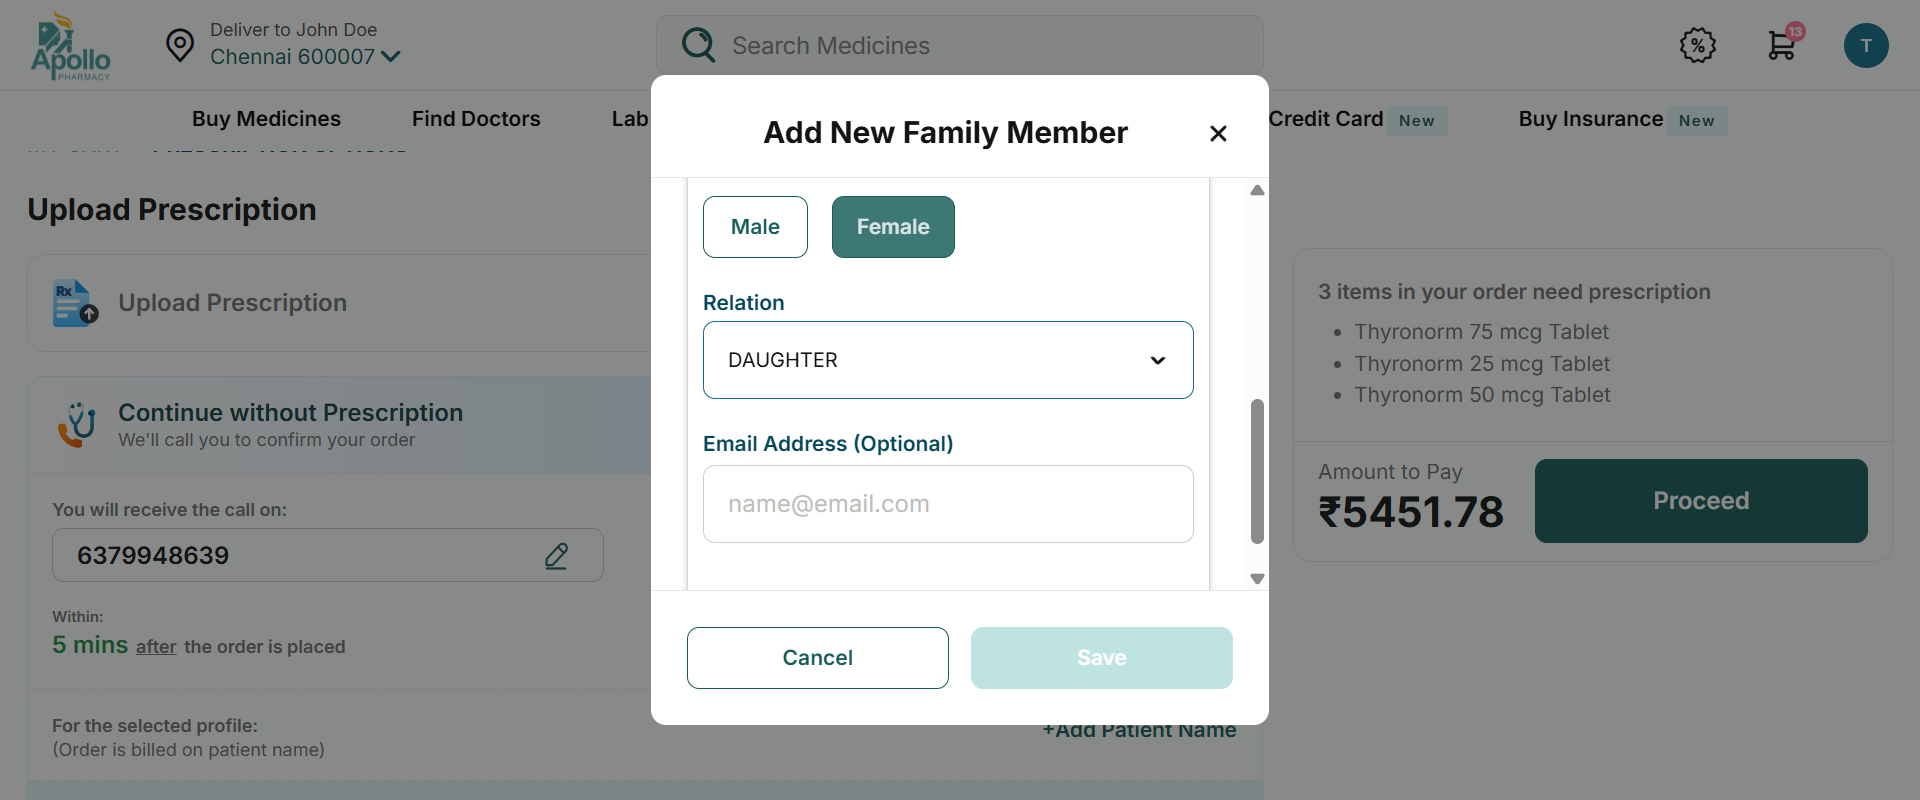 Apollo
PHARMACY
Deliver to John Doe
Chennai 600007
Search Medicines
%
13
T
Buy Medicines
Find Doctors
Lab
Credit Card New
Buy Insurance New
Upload Prescription
Rx
Upload Prescription
Continue without Prescription
We'll call you to confirm your order
You will receive the call on:
6379948639
Within:
5 mins after the order is placed
For the selected profile:
(Order is billed on patient name)
+Add Patient Name
Add New Family Member
Male
Female
Relation
DAUGHTER
Email Address (Optional)
name@email.com
Cancel
Save
3 items in your order need prescription
Thyronorm 75 mcg Tablet
Thyronorm 25 mcg Tablet
Thyronorm 50 mcg Tablet
Amount to Pay
₹5451.78
Proceed